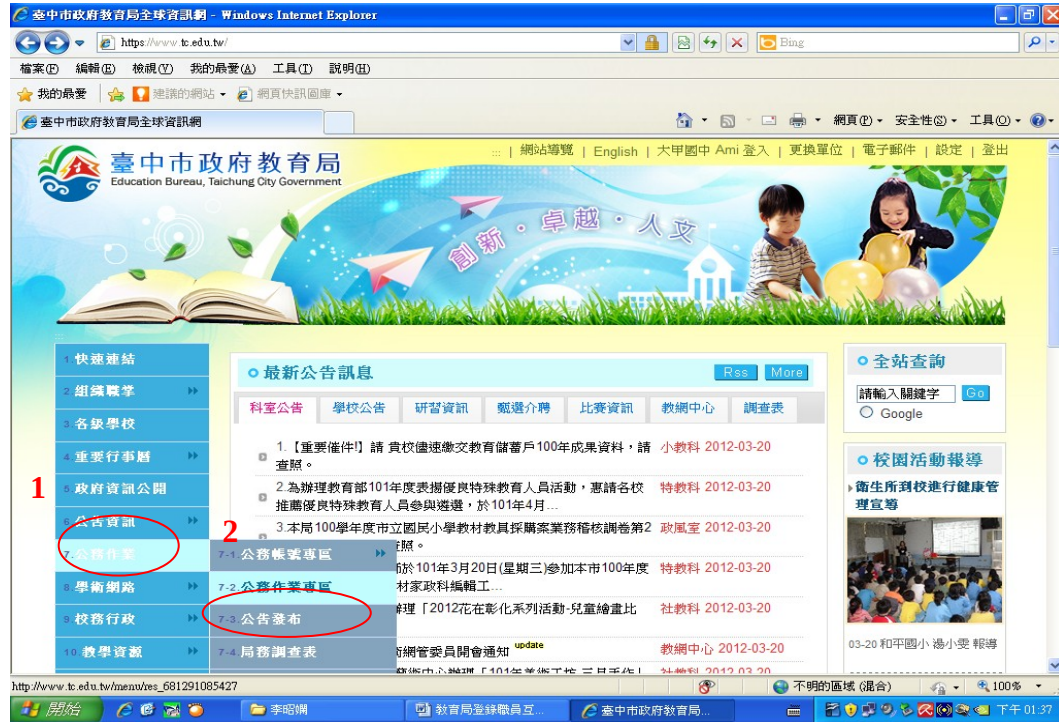 臺中市政府教育局全球資訊網 - Windows Internet Explorer
https://www.tc.edu.tw/
Bing
檔案(F) 編輯(E) 檢視(V) 我的最愛(A) 工具(T) 說明(H)
我的最愛 建議的網站 網頁快訊圖庫
臺中市政府教育局全球資訊網
網頁(P) 安全性(S) 工具(O)
臺中市政府教育局
Education Bureau, Taichung City Government
::: | 網站導覽 | English | 大甲國中 Ami 登入 | 更換單位 | 電子郵件 | 設定 | 登出
創新 · 卓越 · 人文
1 快速連結
2 組織職掌
3 各級學校
4 重要行事曆
5 政府資訊公開
6 公告資訊
7.公務作業
8 學術網路
9 校務行政
10 教學資源
1
2
7-1 公務帳號專區
7-2 公務作業專區
7-3 公告發布
7-4 局務調查表
最新公告訊息
Rss More
科室公告 學校公告 研習資訊 甄選介聘 比賽資訊 教網中心 調查表
1.【重要催件!】請 貴校儘速繳交教育儲蓄戶100年成果資料，請查照。 小教科 2012-03-20
2.為辦理教育部101年度表揚優良特殊教育人員活動，惠請各校推薦優良特殊教育人員參與遴選，於101年4月... 特教科 2012-03-20
3.本局100學年度市立國民小學教材教具採購案業務稽核調卷第2 政風室 2012-03-20
照。
於101年3月20日(星期三)參加本市100年度 特教科 2012-03-20
材家政科編輯工...
辦理「2012花在彰化系列活動-兒童繪畫比 社教科 2012-03-20
網管委員開會通知 update 教網中心 2012-03-20
全站查詢
請輸入關鍵字 Go
Google
校園活動報導
衛生所到校進行健康管理宣導
03-20 和平國小 湯小雯 報導
http://www.tc.edu.tw/menu/res_681291085427
不明的區域 (混合) 100%
開始 李昭嫻 教育局登錄職員互... 臺中市政府教育局... 下午 01:37